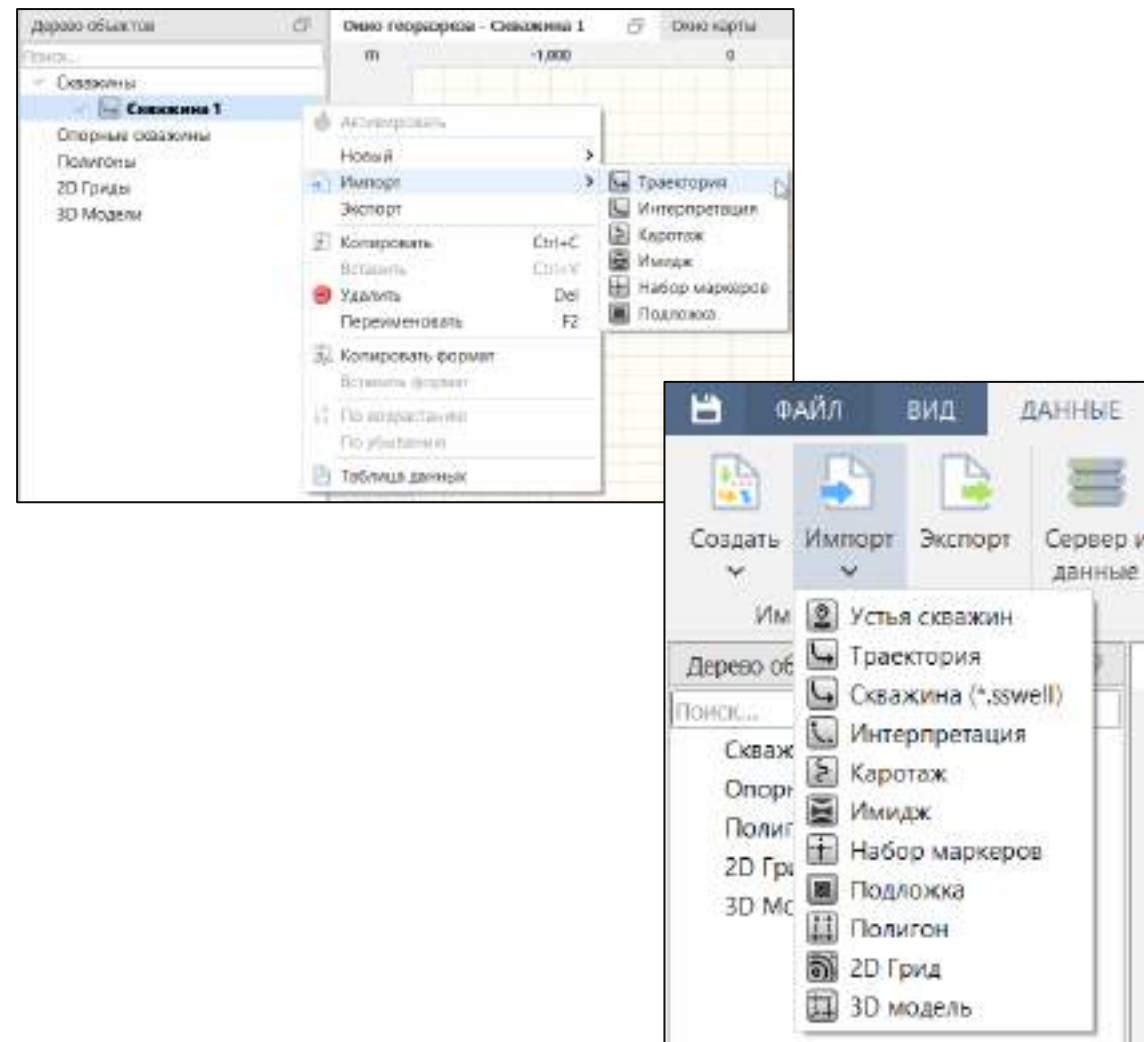 Дерево объектов
Окно георазреза - Скважина 1
Окно карты
Поиск...
m -1,000 0
Скважины
Скважина 1
Опорные скважины
Полигоны
2D Гриды
3D Модели
Активировать
Новый
Импорт
Экспорт
Копировать Ctrl+C
Вставить Ctrl+V
Удалить Del
Переименовать F2
Копировать формат
Вставить формат
По возрастанию
По убыванию
Таблица данных
Траектория
Интерпретация
Каротаж
Имидж
Набор маркеров
Подложка
ФАЙЛ ВИД ДАННЫЕ
Создать Импорт Экспорт Сервер и
данные
Им
Дерево об
Поиск...
Скваж
Опорн
Полиг
2D Гри
3D Мо
Устья скважин
Траектория
Скважина (*.sswell)
Интерпретация
Каротаж
Имидж
Набор маркеров
Подложка
Полигон
2D Грид
3D модель